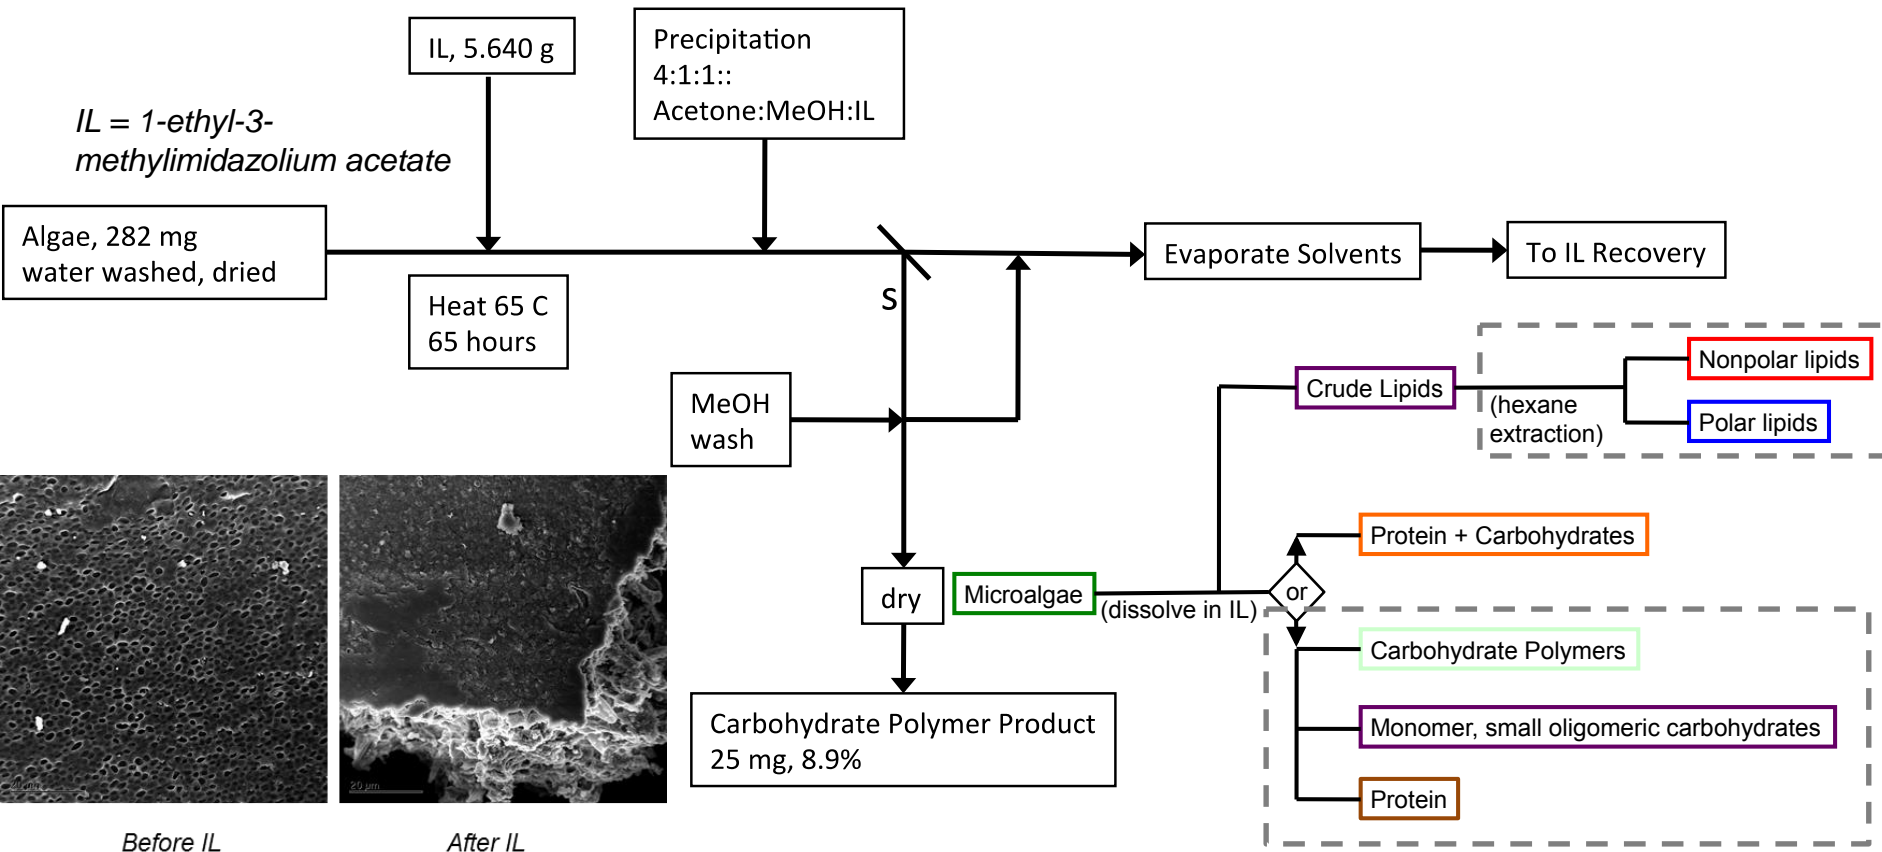 IL, 5.640 g
Precipitation
4:1:1::
Acetone:MeOH:IL
IL = 1-ethyl-3-
methylimidazolium acetate
Algae, 282 mg
water washed, dried
Heat 65 C
65 hours
S
Evaporate Solvents
To IL Recovery
MeOH
wash
dry
Carbohydrate Polymer Product
25 mg, 8.9%
Microalgae
(dissolve in IL)
Crude Lipids
(hexane
extraction)
Nonpolar lipids
Polar lipids
or
Protein + Carbohydrates
Carbohydrate Polymers
Monomer, small oligomeric carbohydrates
Protein
20 µm
20 µm
Before IL
After IL